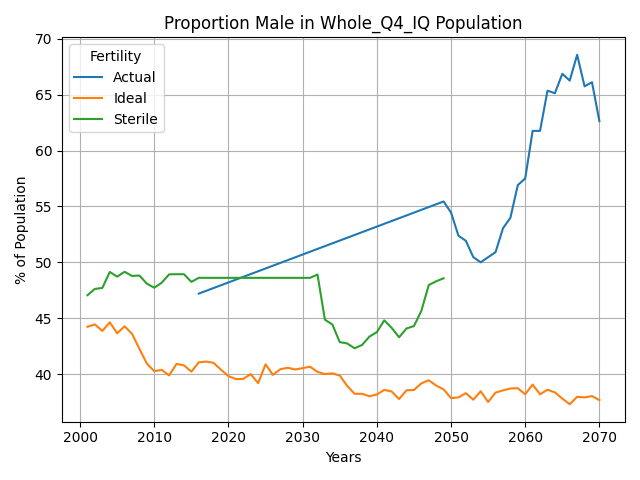 Proportion Male in Whole_Q4_IQ Population
% of Population
70
65
60
55
50
45
40
Fertility
Actual
Ideal
Sterile
2000 2010 2020 2030 2040 2050 2060 2070
Years